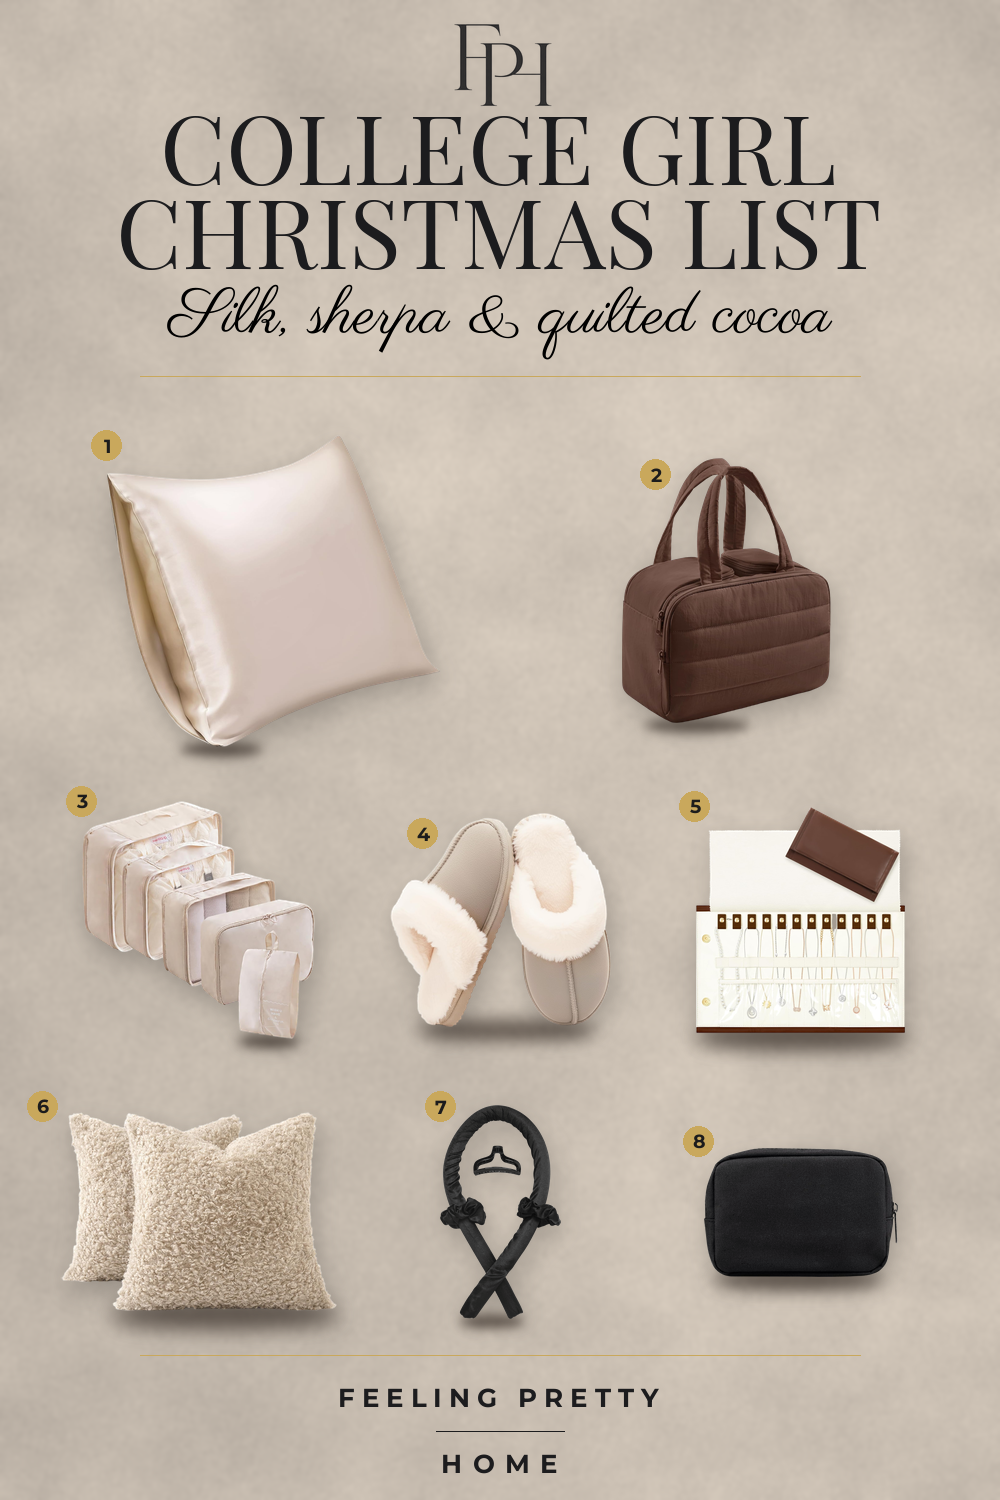 FPH
COLLEGE GIRL
CHRISTMAS LIST
Silk, sherpa & quilted cocoa
1
2
3
4
5
6
7
8
FEELING PRETTY
HOME